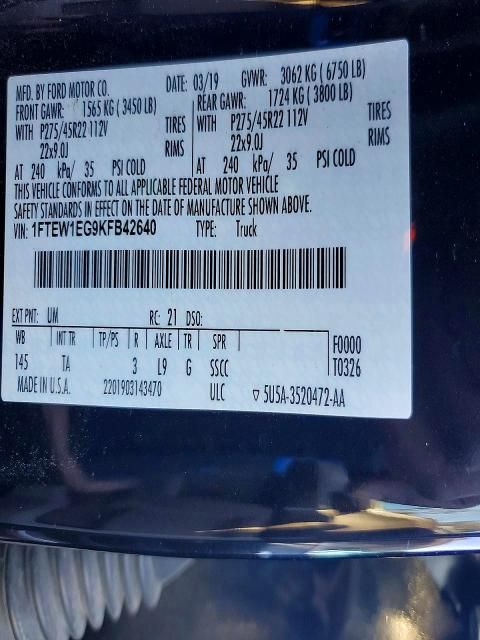 MFD. BY FORD MOTOR CO. DATE: 03/19 GVWR: 3062 KG (6750 LB)
FRONT GAWR: 1565 KG (3450 LB) REAR GAWR: 1724 KG (3800 LB)
WITH P275/45R22 112V TIRES WITH P275/45R22 112V TIRES
22x9.0J RIMS 22x9.0J RIMS
AT 240 kPa/ 35 PSI COLD AT 240 kPa/ 35 PSI COLD
THIS VEHICLE CONFORMS TO ALL APPLICABLE FEDERAL MOTOR VEHICLE
SAFETY STANDARDS IN EFFECT ON THE DATE OF MANUFACTURE SHOWN ABOVE.
VIN: 1FTEW1EG9KFB42640 TYPE: Truck
EXT PNT: UM RC: 21 DSO:
WB INT TR TP/PS R AXLE TR SPR F0000
145 TA 3 L9 G SSCC T0326
MADE IN U.S.A. 2201903143470 ULC ▽ 5U5A-3520472-AA